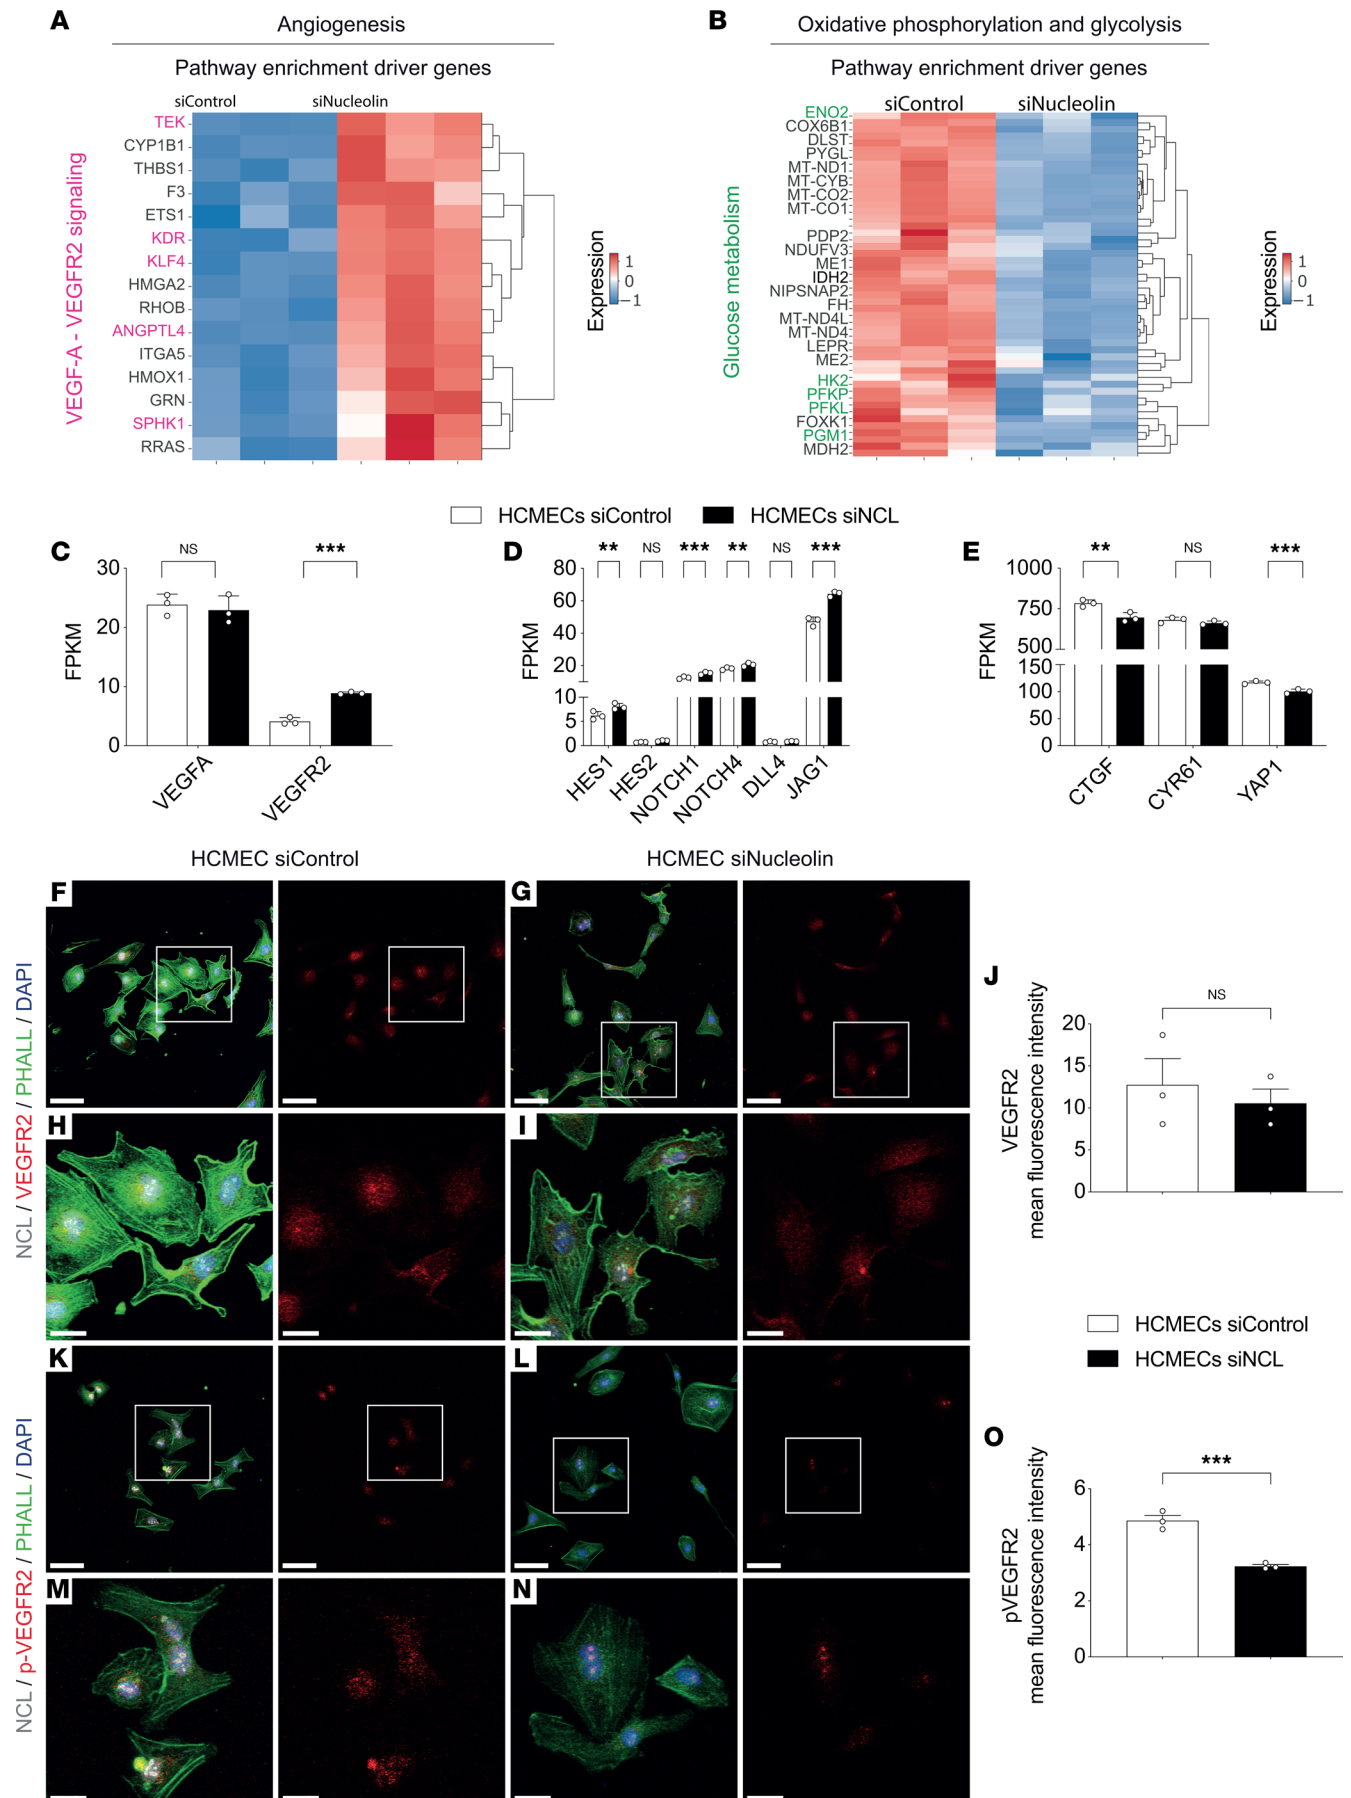 A
Angiogenesis
Pathway enrichment driver genes
siControl
siNucleolin
VEGF-A - VEGFR2 signaling
TEK
CYP1B1
THBS1
F3
ETS1
KDR
KLF4
HMGA2
RHOB
ANGPTL4
ITGA5
HMOX1
GRN
SPHK1
RRAS
Expression
1
0
−1
B
Oxidative phosphorylation and glycolysis
Pathway enrichment driver genes
siControl
siNucleolin
Glucose metabolism
ENO2
COX6B1
DLST
PYGL
MT-ND1
MT-CYB
MT-CO2
MT-CO1
PDP2
NDUFV3
ME1
IDH2
NIPSNAP2
FH
MT-ND4L
MT-ND4
LEPR
ME2
HK2
PFKP
PFKL
FOXK1
PGM1
MDH2
Expression
1
0
−1
HCMECs siControl
HCMECs siNCL
C
FPKM
30
20
10
0
NS
***
VEGFA
VEGFR2
D
FPKM
80
60
40
20
10
5
0
**
NS
***
**
NS
***
HES1
HES2
NOTCH1
NOTCH4
DLL4
JAG1
E
FPKM
1000
750
500
150
100
50
0
**
NS
***
CTGF
CYR61
YAP1
HCMEC siControl
HCMEC siNucleolin
NCL / VEGFR2 / PHALL / DAPI
F
G
H
I
J
VEGFR2
mean fluorescence intensity
20
15
10
5
0
NS
HCMECs siControl
HCMECs siNCL
NCL / p-VEGFR2 / PHALL / DAPI
K
L
M
N
O
pVEGFR2
mean fluorescence intensity
6
4
2
0
***